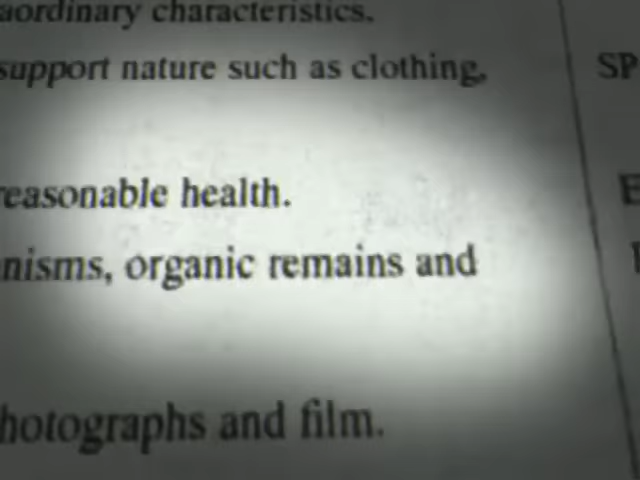 aordinary characteristics.
support nature such as clothing, SP
reasonable health. E
nisms, organic remains and
hotographs and film.